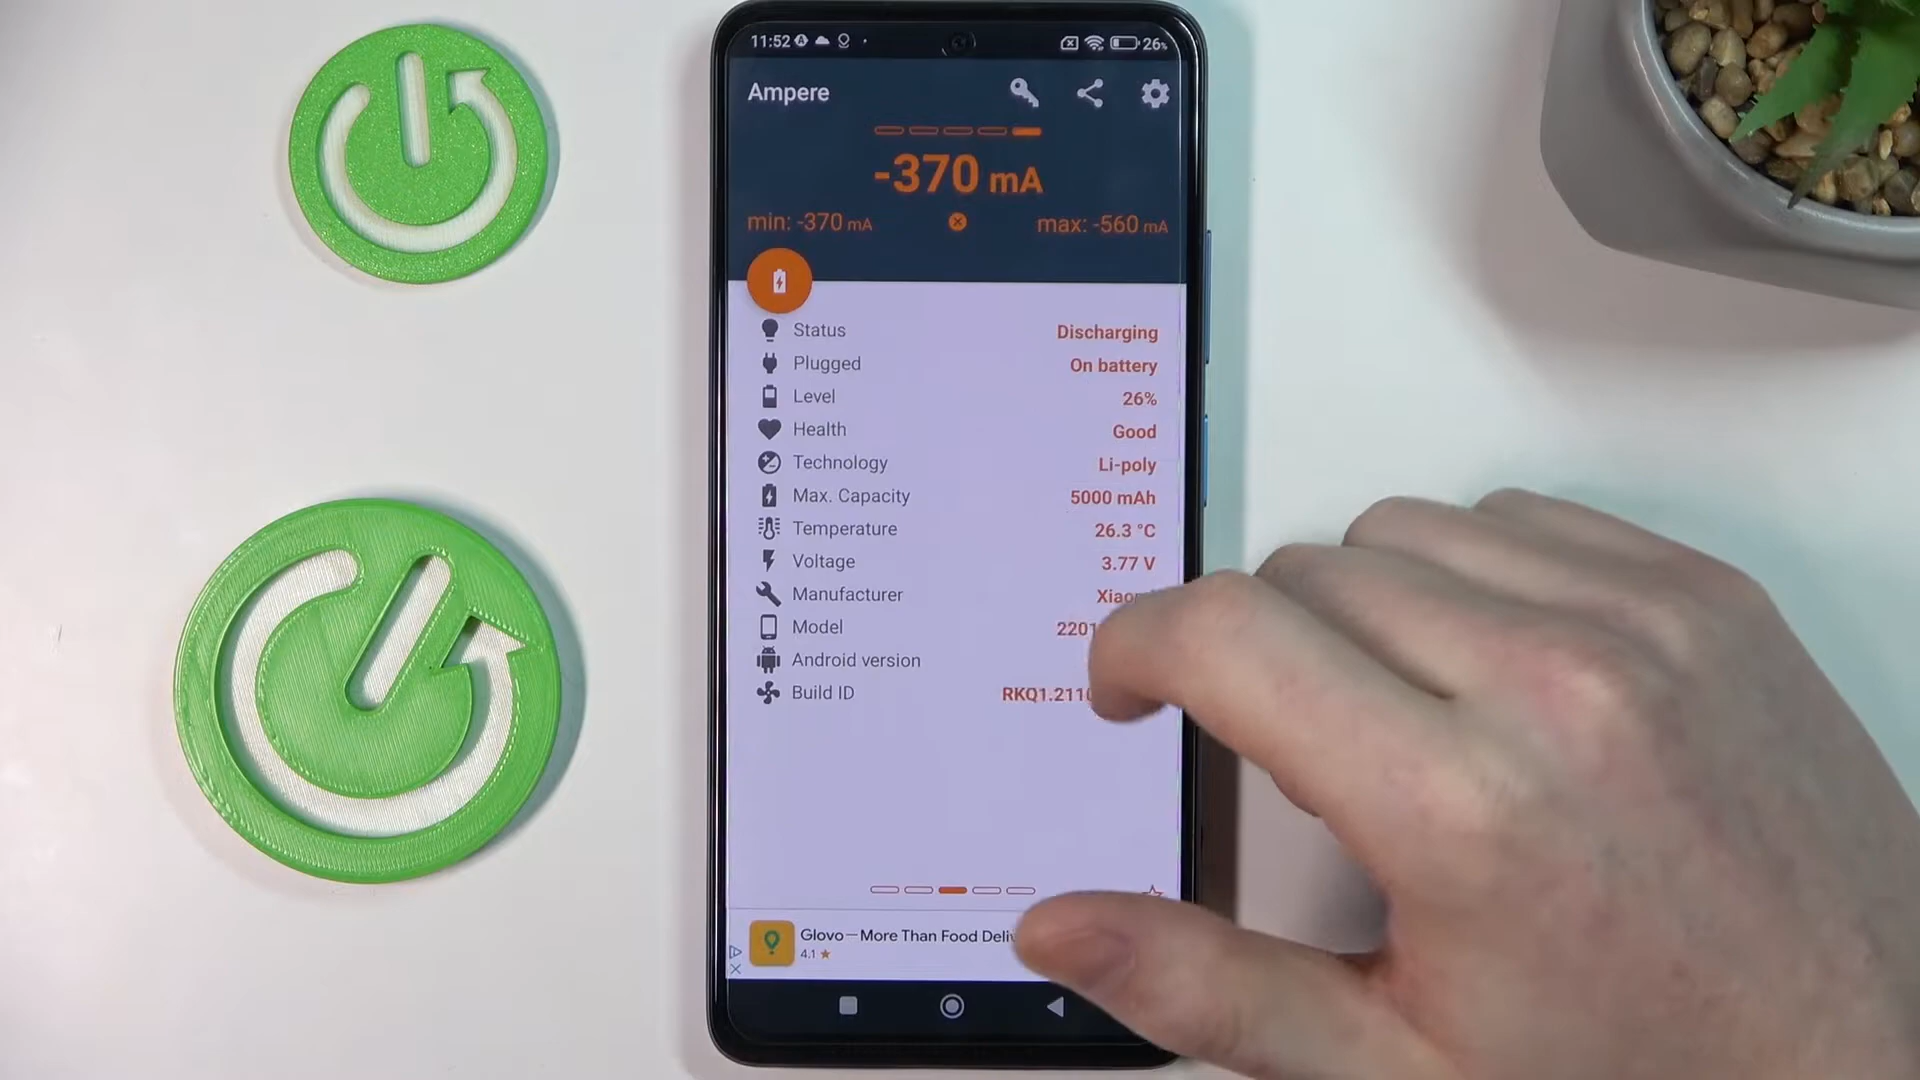 11:52 26%
Ampere
-370 mA
min: -370 mA max: -560 mA
Status Discharging
Plugged On battery
Level 26%
Health Good
Technology Li-poly
Max. Capacity 5000 mAh
Temperature 26.3 °C
Voltage 3.77 V
Manufacturer
Model
Android version
Build ID
Glovo—More Than Food
4.1 ★